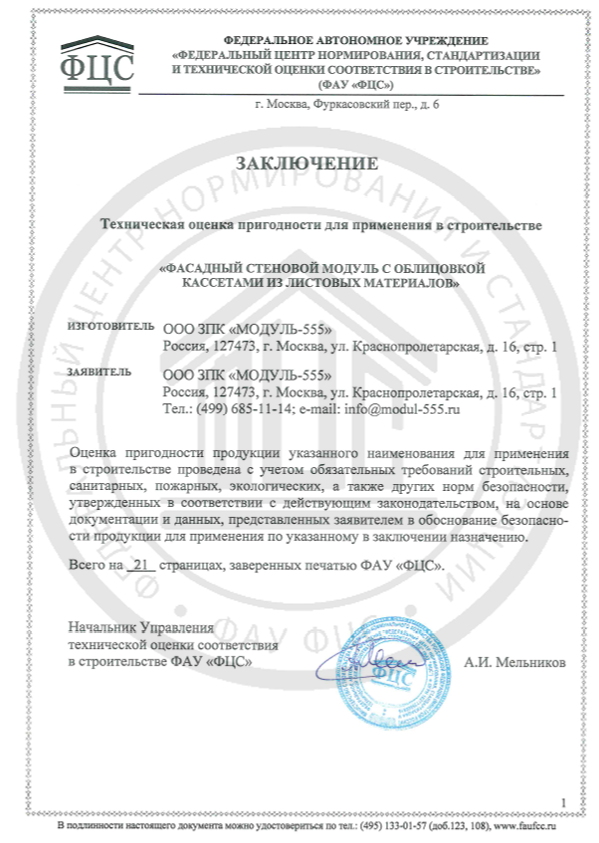 ФЦС
ФЕДЕРАЛЬНОЕ АВТОНОМНОЕ УЧРЕЖДЕНИЕ
«ФЕДЕРАЛЬНЫЙ ЦЕНТР НОРМИРОВАНИЯ, СТАНДАРТИЗАЦИИ
И ТЕХНИЧЕСКОЙ ОЦЕНКИ СООТВЕТСТВИЯ В СТРОИТЕЛЬСТВЕ»
(ФАУ «ФЦС»)
г. Москва, Фуркасовский пер., д. 6
ЗАКЛЮЧЕНИЕ
Техническая оценка пригодности для применения в строительстве
«ФАСАДНЫЙ СТЕНОВОЙ МОДУЛЬ С ОБЛИЦОВКОЙ
КАССЕТАМИ ИЗ ЛИСТОВЫХ МАТЕРИАЛОВ»
ИЗГОТОВИТЕЛЬ ООО ЗПК «МОДУЛЬ-555»
Россия, 127473, г. Москва, ул. Краснопролетарская, д. 16, стр. 1
ЗАЯВИТЕЛЬ ООО ЗПК «МОДУЛЬ-555»
Россия, 127473, г. Москва, ул. Краснопролетарская, д. 16, стр. 1
Тел.: (499) 685-11-14; e-mail: info@modul-555.ru
Оценка пригодности продукции указанного наименования для применения
в строительстве проведена с учетом обязательных требований строительных,
санитарных, пожарных, экологических, а также других норм безопасности,
утвержденных в соответствии с действующим законодательством, на основе
документации и данных, представленных заявителем в обоснование безопасно-
сти продукции для применения по указанному в заключении назначению.
Всего на 21 страницах, заверенных печатью ФАУ «ФЦС».
Начальник Управления
технической оценки соответствия
в строительстве ФАУ «ФЦС»
А.И. Мельников
ФЦС
1
В подлинности настоящего документа можно удостовериться по тел.: (495) 133-01-57 (доб.123, 108), www.faufcc.ru